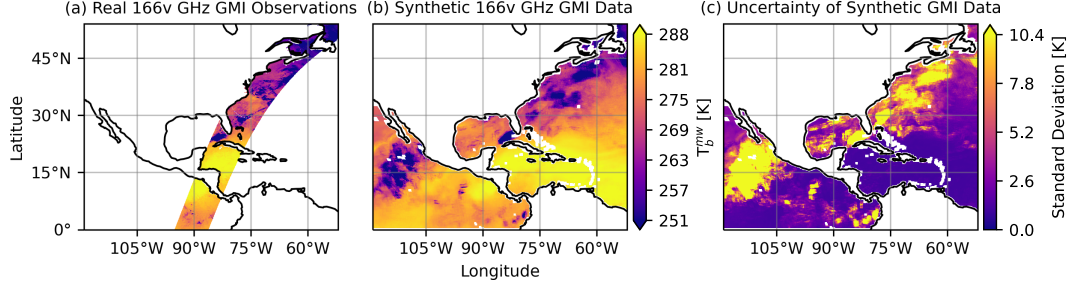 (a) Real 166v GHz GMI Observations
(b) Synthetic 166v GHz GMI Data
(c) Uncertainty of Synthetic GMI Data
45°N
30°N
15°N
0°
Latitude
105°W 90°W 75°W 60°W
105°W 90°W 75°W 60°W
105°W 90°W 75°W 60°W
Longitude
288
281
275
269
263
257
251
T_b^{mw} [K]
10.4
7.8
5.2
2.6
0.0
Standard Deviation [K]